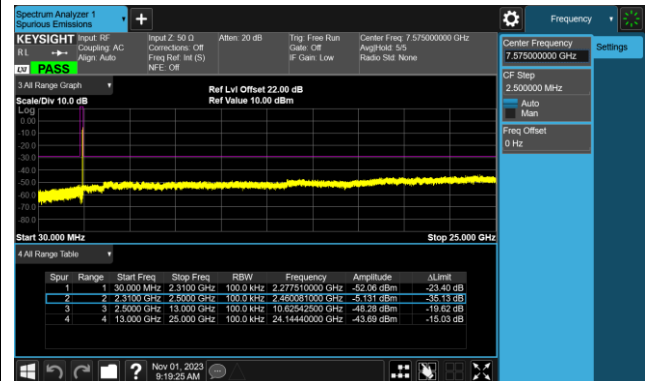 Spectrum Analyzer 1
Spurious Emissions
+
Frequency
KEYSIGHT
RL
LXI
PASS
Input: RF
Coupling: AC
Align: Auto
Input Z: 50 Ω
Corrections: Off
Freq Ref: Int (S)
NFE: Off
Atten: 20 dB
Trig: Free Run
Gate: Off
IF Gain: Low
Center Freq: 7.575000000 GHz
Avg|Hold: 5/5
Radio Std: None
Center Frequency
7.575000000 GHz
Settings
CF Step
2.500000 MHz
Auto
Man
Freq Offset
0 Hz
3 All Range Graph
Scale/Div 10.0 dB
Ref Lvl Offset 22.00 dB
Ref Value 10.00 dBm
Log
0.00
-10.0
-20.0
-30.0
-40.0
-50.0
-60.0
-70.0
-80.0
Start 30.000 MHz
Stop 25.000 GHz
4 All Range Table
Spur Range Start Freq Stop Freq RBW Frequency Amplitude ΔLimit
1 1 30.000 MHz 2.3100 GHz 100.0 kHz 2.277510000 GHz -52.06 dBm -23.40 dB
2 2 2.3100 GHz 2.5000 GHz 100.0 kHz 2.460081000 GHz -5.131 dBm -35.13 dB
3 3 2.5000 GHz 13.000 GHz 100.0 kHz 10.62542500 GHz -48.28 dBm -19.62 dB
4 4 13.000 GHz 25.000 GHz 100.0 kHz 24.14440000 GHz -43.69 dBm -15.03 dB
?
Nov 01, 2023
9:19:25 AM